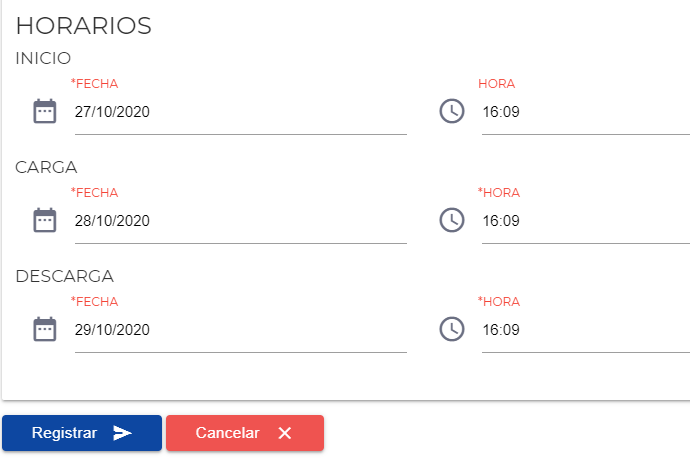 HORARIOS
INICIO
*FECHA HORA
27/10/2020 16:09
CARGA
*FECHA *HORA
28/10/2020 16:09
DESCARGA
*FECHA *HORA
29/10/2020 16:09
Registrar Cancelar